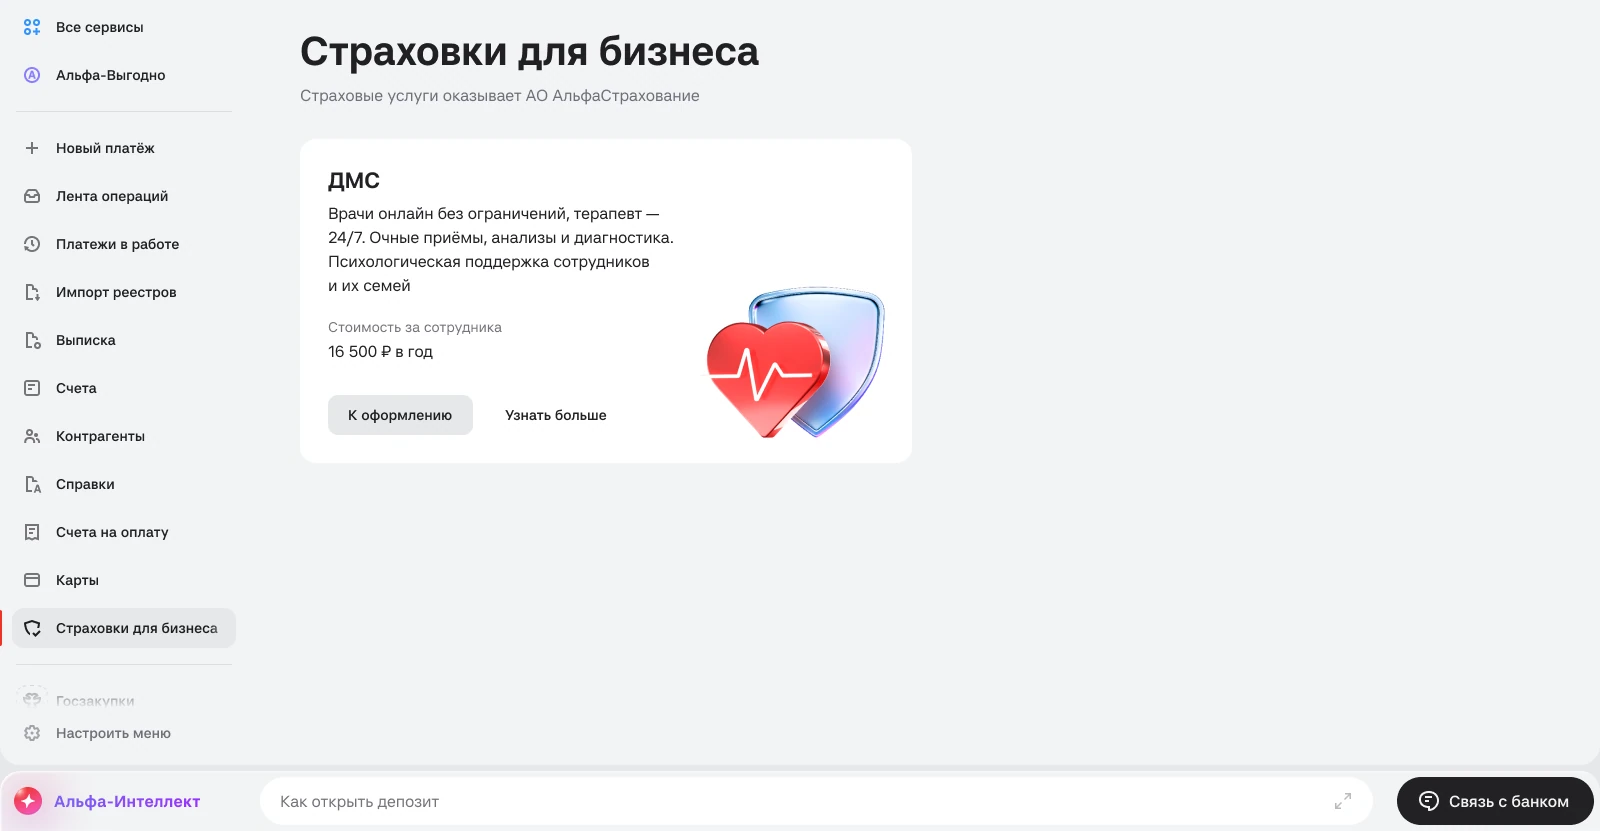 Все сервисы
Альфа-Выгодно
Новый платёж
Лента операций
Платежи в работе
Импорт реестров
Выписка
Счета
Контрагенты
Справки
Счета на оплату
Карты
Страховки для бизнеса
Госзакупки
Настроить меню
Страховки для бизнеса
Страховые услуги оказывает АО АльфаСтрахование
ДМС
Врачи онлайн без ограничений, терапевт —
24/7. Очные приёмы, анализы и диагностика.
Психологическая поддержка сотрудников
и их семей
Стоимость за сотрудника
16 500 ₽ в год
К оформлению
Узнать больше
Альфа-Интеллект
Как открыть депозит
Связь с банком